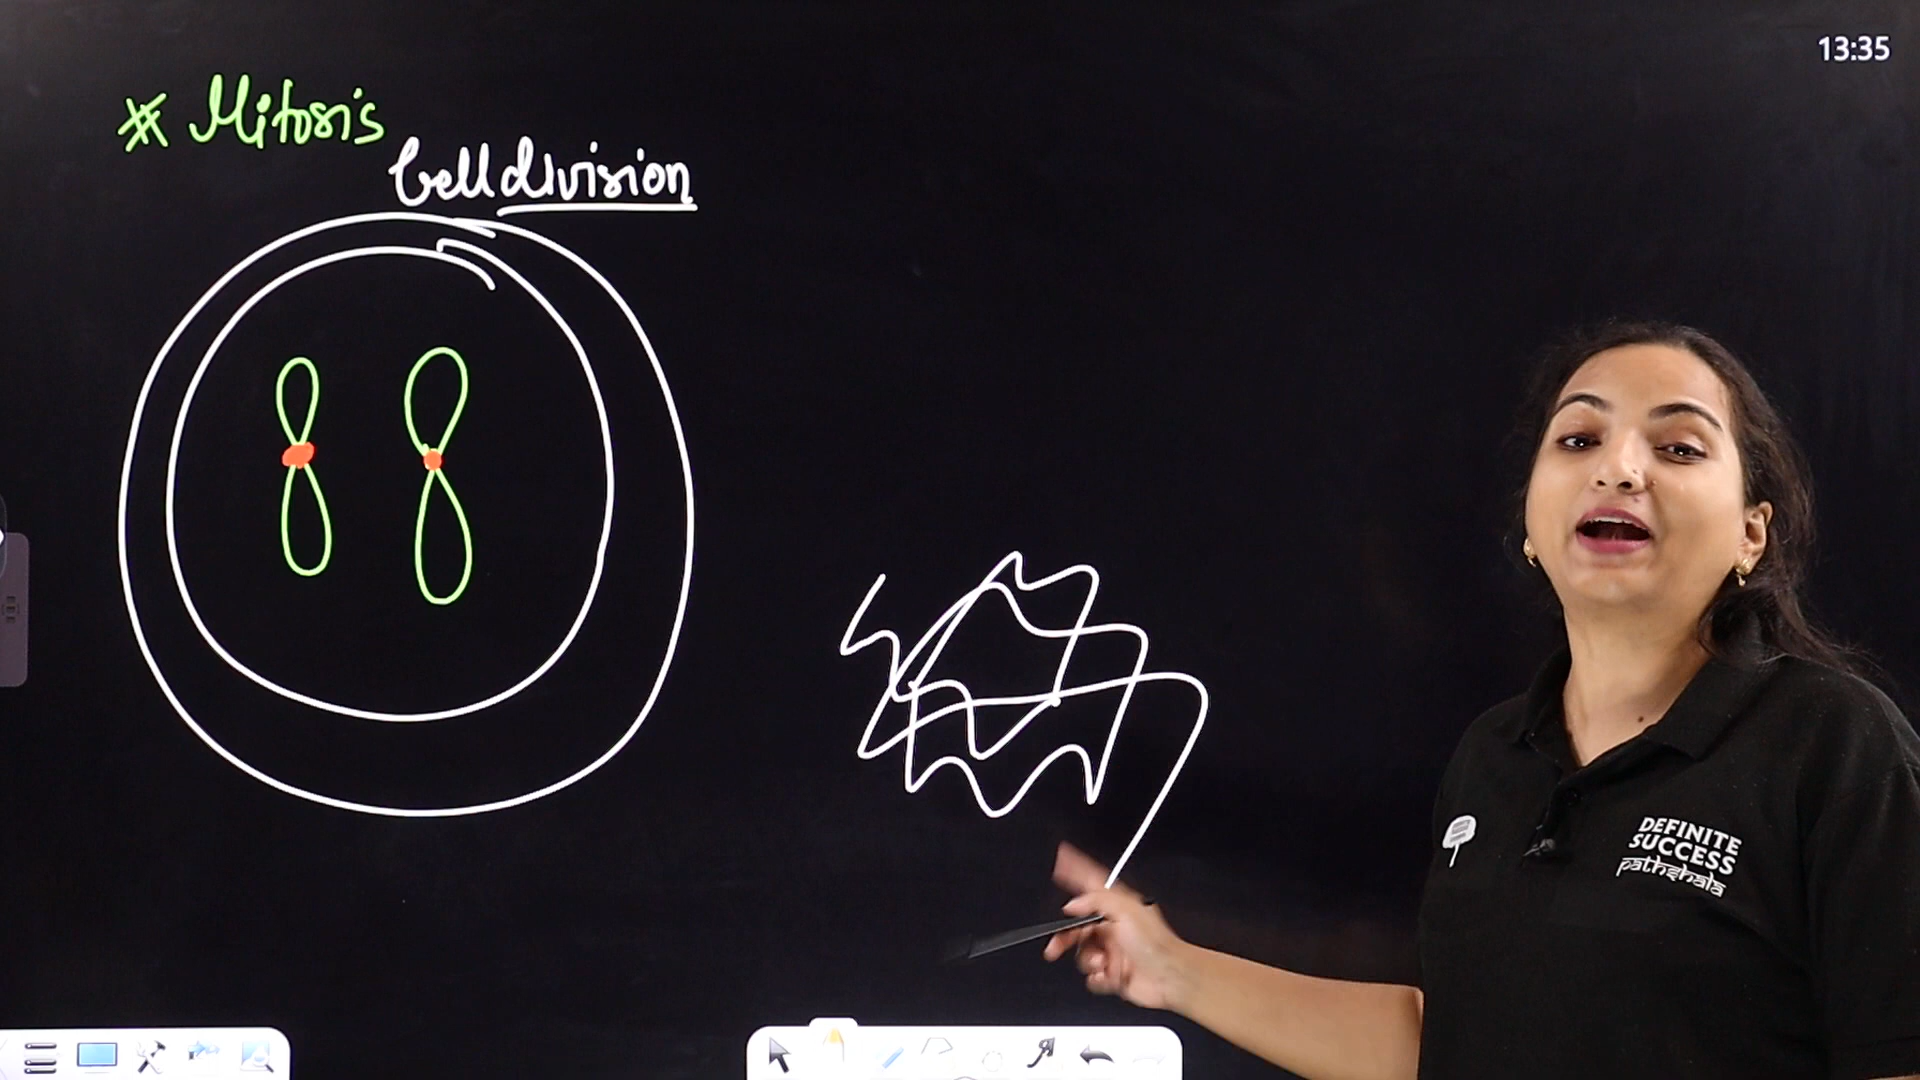 # Mitosis
Cell division
13:35
DEFINITE
SUCCESS
pathshala